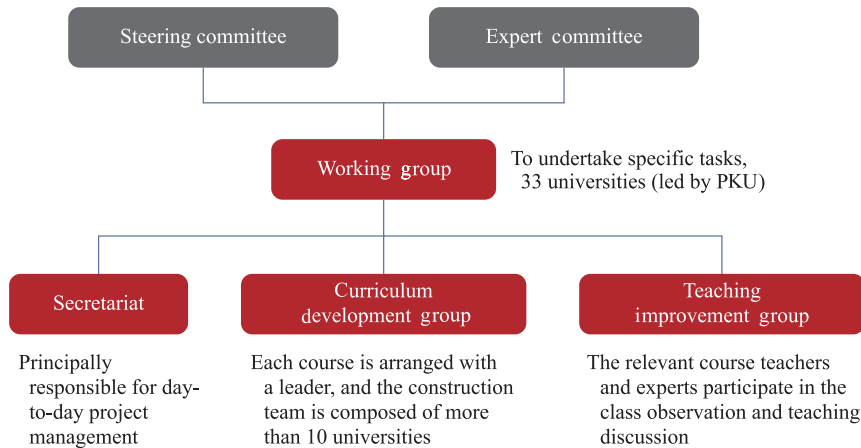 Steering committee
Expert committee
Working group
To undertake specific tasks,
33 universities (led by PKU)
Secretariat
Curriculum
development group
Teaching
improvement group
Principally
responsible for day-
to-day project
management
Each course is arranged with
a leader, and the construction
team is composed of more
than 10 universities
The relevant course teachers
and experts participate in the
class observation and teaching
discussion